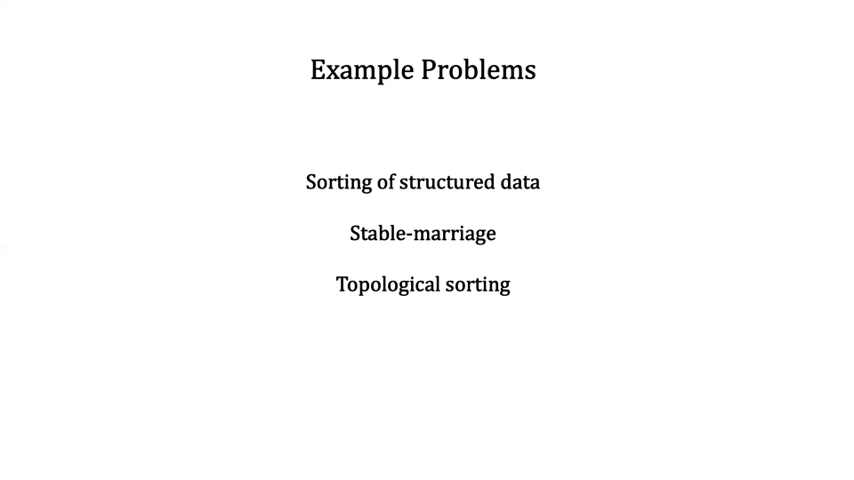 Example Problems
Sorting of structured data
Stable-marriage
Topological sorting